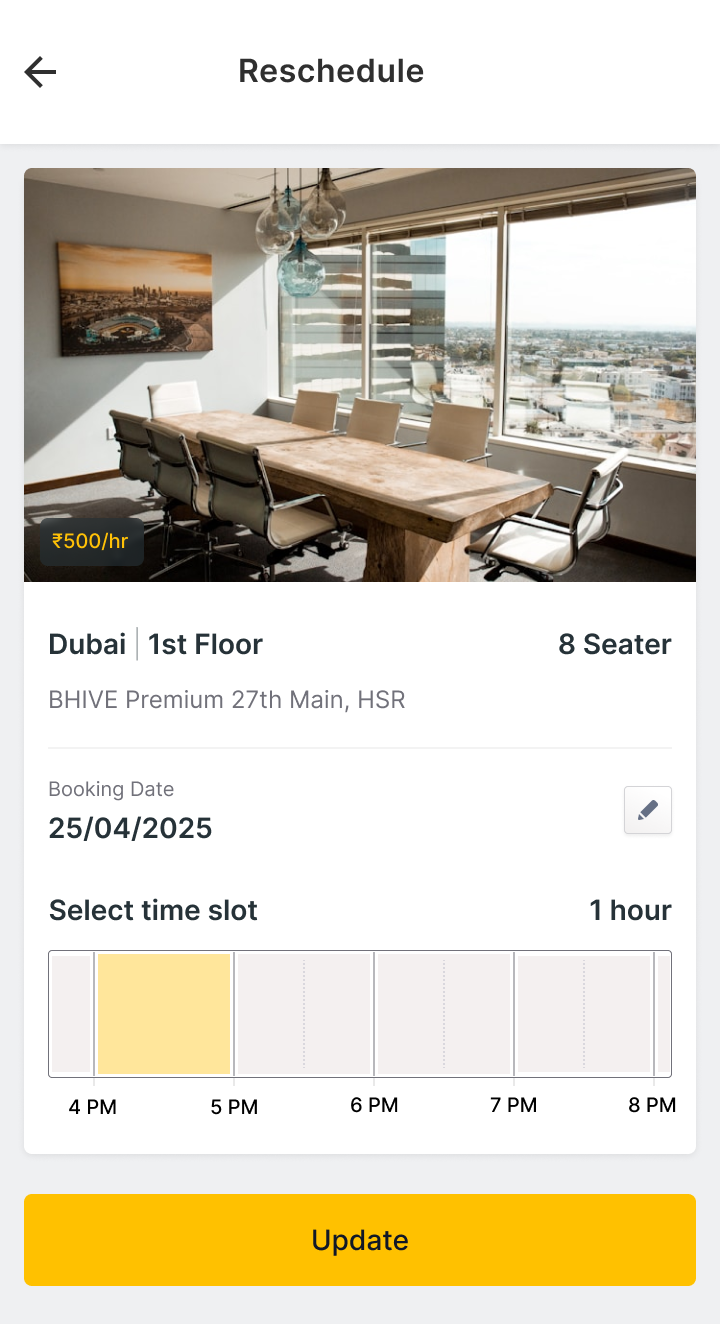 Reschedule
₹500/hr
Dubai | 1st Floor 8 Seater
BHIVE Premium 27th Main, HSR
Booking Date
25/04/2025
Select time slot 1 hour
4 PM 5 PM 6 PM 7 PM 8 PM
Update